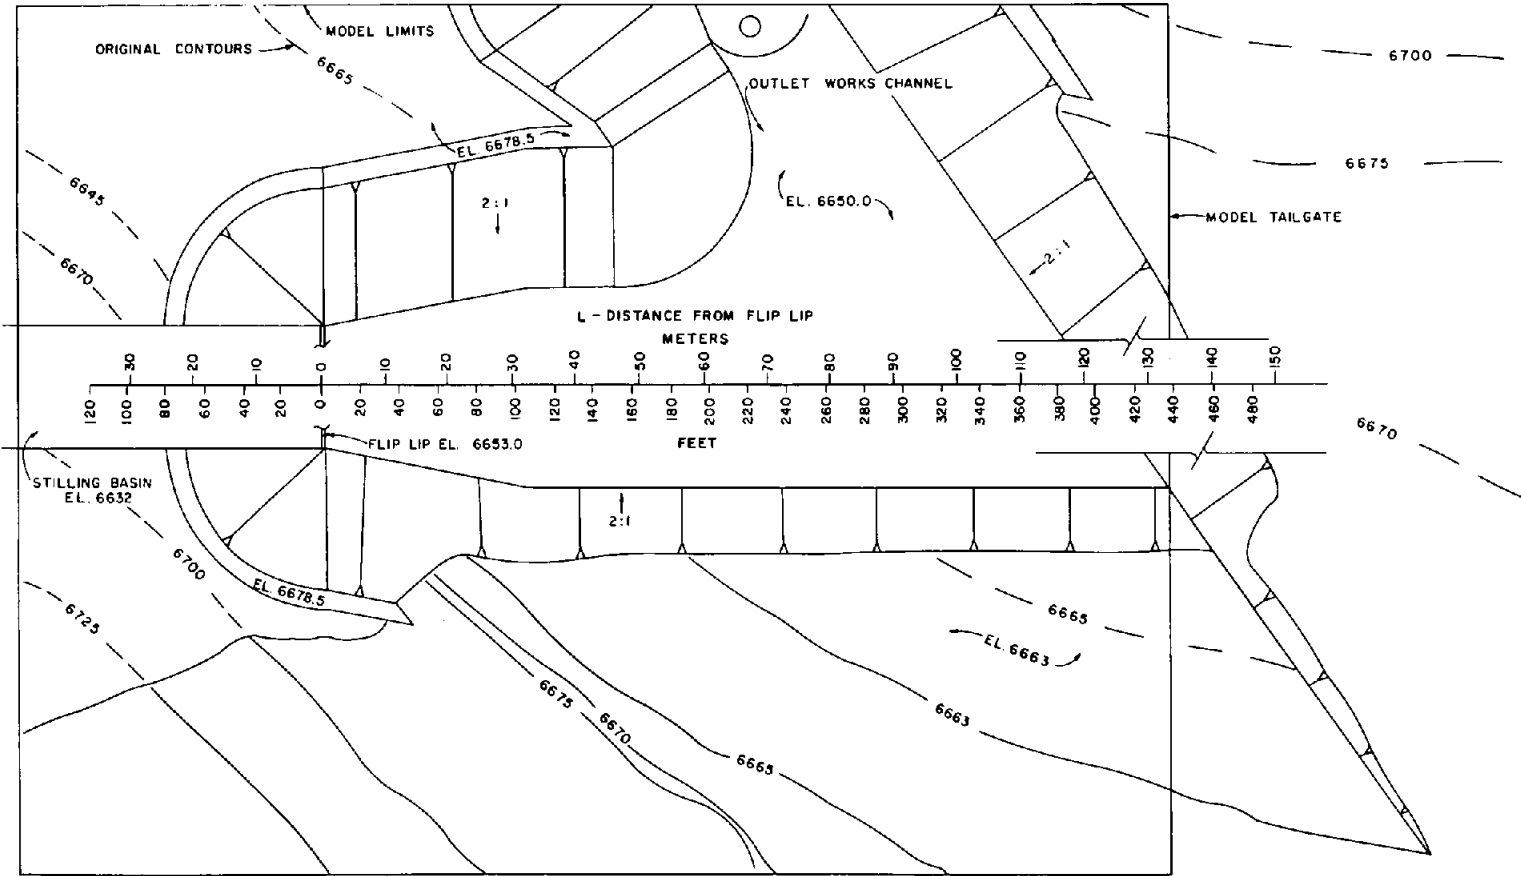 MODEL LIMITS
ORIGINAL CONTOURS
6665
6700
OUTLET WORKS CHANNEL
EL. 6678.5
6675
6645
2:1
EL. 6650.0
MODEL TAILGATE
2:1
6670
L - DISTANCE FROM FLIP LIP
METERS
30 20 10 0 10 20 30 40 50 60 70 80 90 100 110 120 130 140 150
120 100 80 60 40 20 0 20 40 60 80 100 120 140 160 180 200 220 240 260 280 300 320 340 360 380 400 420 440 460 480
FEET
FLIP LIP EL. 6653.0
6670
STILLING BASIN
EL. 6632
2:1
6700
EL. 6678.5
6725
6665
EL. 6663
6675
6670
6663
6665